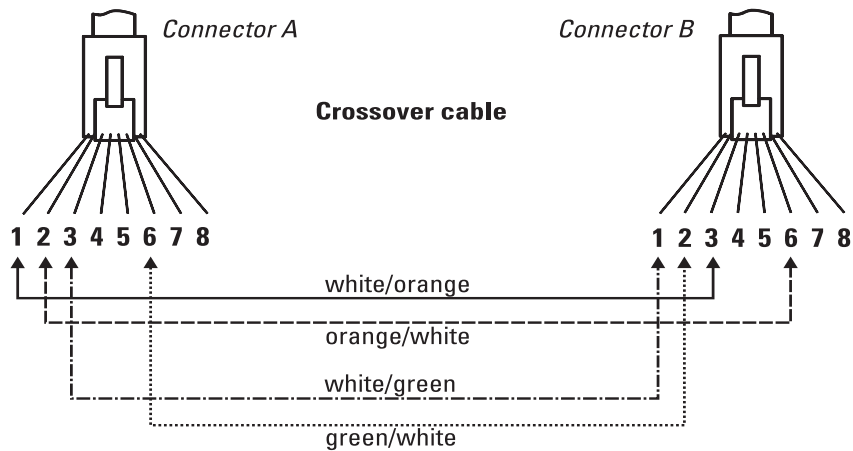 Connector A
Connector B
Crossover cable
1 2 3 4 5 6 7 8
1 2 3 4 5 6 7 8
white/orange
orange/white
white/green
green/white